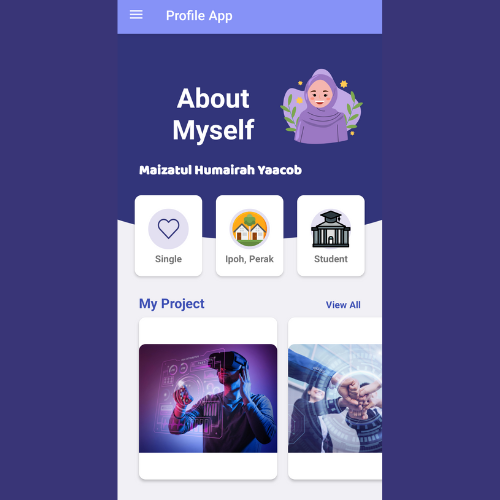 Profile App
About
Myself
Maizatul Humairah Yaacob
Single
Ipoh, Perak
Student
My Project
View All